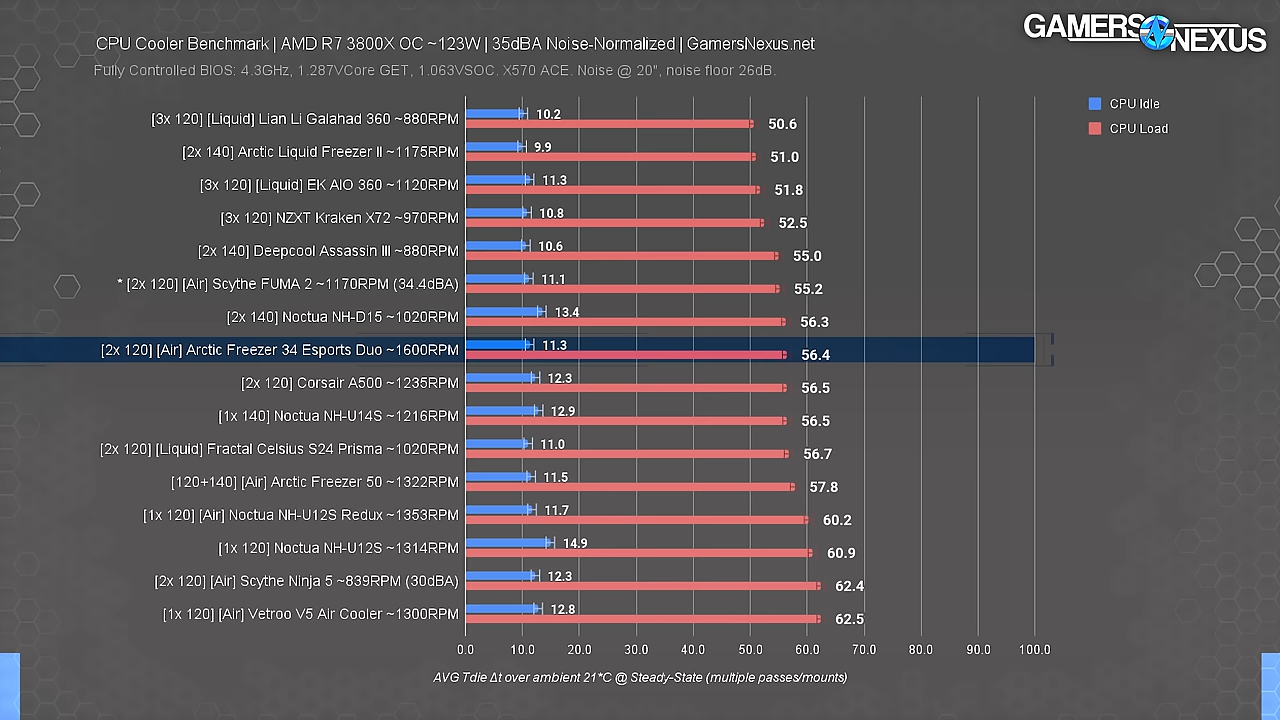 GAMERS NEXUS
CPU Cooler Benchmark | AMD R7 3800X OC ~123W | 35dBA Noise-Normalized | GamersNexus.net
Fully Controlled BIOS: 4.3GHz, 1.287VCore GET, 1.063VSOC. X570 ACE. Noise @ 20", noise floor 26dB.
CPU Idle
CPU Load
[3x 120] [Liquid] Lian Li Galahad 360 ~880RPM 10.2 50.6
[2x 140] Arctic Liquid Freezer II ~1175RPM 9.9 51.0
[3x 120] [Liquid] EK AIO 360 ~1120RPM 11.3 51.8
[3x 120] NZXT Kraken X72 ~970RPM 10.8 52.5
[2x 140] Deepcool Assassin III ~880RPM 10.6 55.0
* [2x 120] [Air] Scythe FUMA 2 ~1170RPM (34.4dBA) 11.1 55.2
[2x 140] Noctua NH-D15 ~1020RPM 13.4 56.3
[2x 120] [Air] Arctic Freezer 34 Esports Duo ~1600RPM 11.3 56.4
[2x 120] Corsair A500 ~1235RPM 12.3 56.5
[1x 140] Noctua NH-U14S ~1216RPM 12.9 56.5
[2x 120] [Liquid] Fractal Celsius S24 Prisma ~1020RPM 11.0 56.7
[120+140] [Air] Arctic Freezer 50 ~1322RPM 11.5 57.8
[1x 120] [Air] Noctua NH-U12S Redux ~1353RPM 11.7 60.2
[1x 120] Noctua NH-U12S ~1314RPM 14.9 60.9
[2x 120] [Air] Scythe Ninja 5 ~839RPM (30dBA) 12.3 62.4
[1x 120] [Air] Vetroo V5 Air Cooler ~1300RPM 12.8 62.5
0.0 10.0 20.0 30.0 40.0 50.0 60.0 70.0 80.0 90.0 100.0
AVG Tdie Δt over ambient 21*C @ Steady-State (multiple passes/mounts)